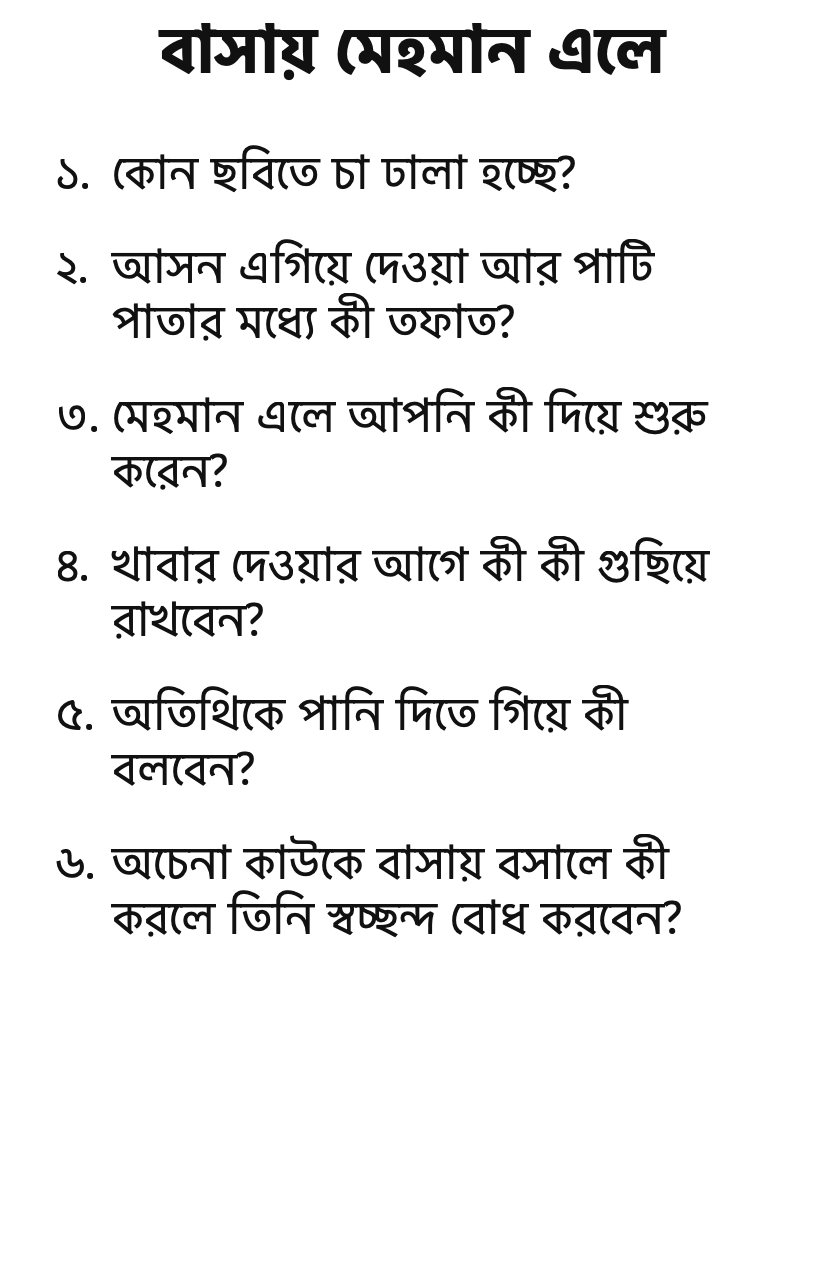 বাসায় মেহমান এলে
১. কোন ছবিতে চা ঢালা হচ্ছে?
২. আসন এগিয়ে দেওয়া আর পাটি
পাতার মধ্যে কী তফাত?
৩. মেহমান এলে আপনি কী দিয়ে শুরু
করেন?
৪. খাবার দেওয়ার আগে কী কী গুছিয়ে
রাখবেন?
৫. অতিথিকে পানি দিতে গিয়ে কী
বলবেন?
৬. অচেনা কাউকে বাসায় বসালে কী
করলে তিনি স্বচ্ছন্দ বোধ করবেন?